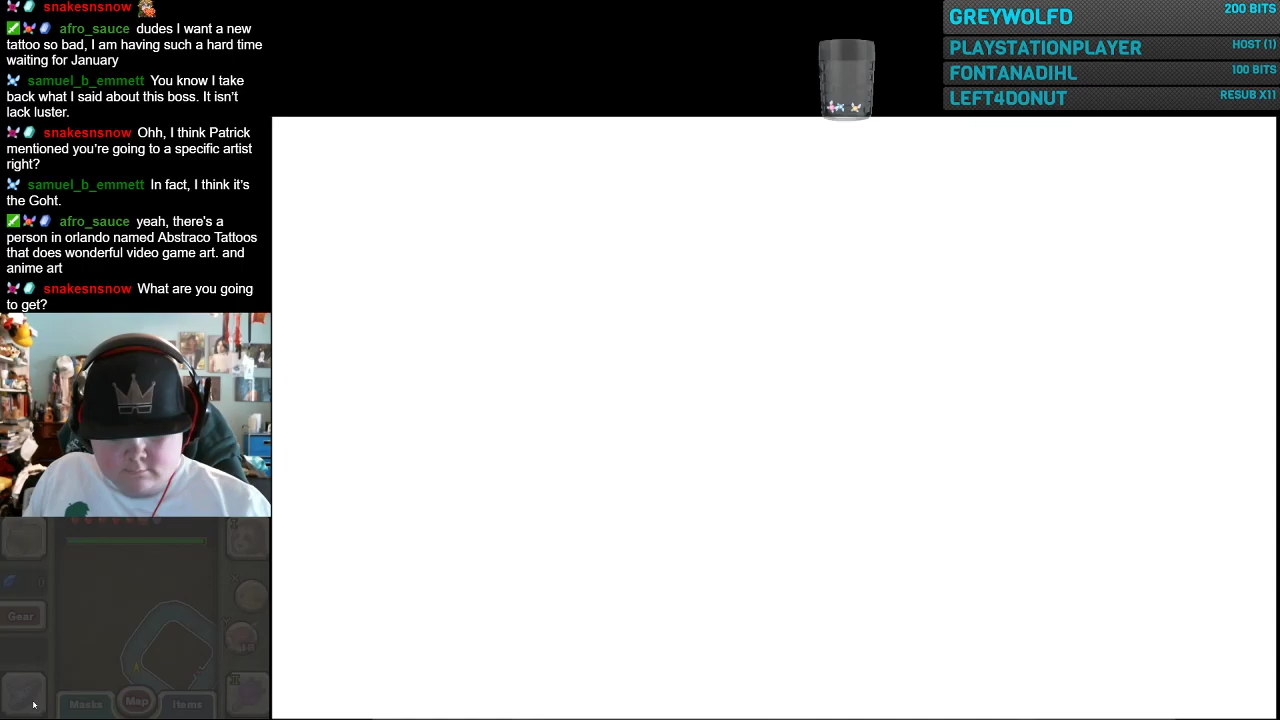 snakesnsnow
afro_sauce dudes I want a new
tattoo so bad, I am having such a hard time
waiting for January
samuel_b_emmett You know I take
back what I said about this boss. It isn't
lack luster.
snakesnsnow Ohh, I think Patrick
mentioned you're going to a specific artist
right?
samuel_b_emmett In fact, I think it's
the Goht.
afro_sauce yeah, there's a
person in orlando named Abstraco Tattoos
that does wonderful video game art. and
anime art
snakesnsnow What are you going
to get?
GREYWOLFD 200 BITS
PLAYSTATIONPLAYER HOST (1)
FONTANADIHL 100 BITS
LEFT4DONUT RESUB X11
Gear
Masks Map Items